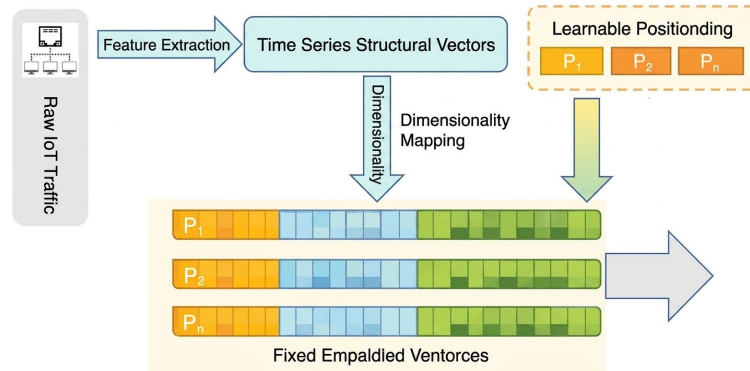 Raw IoT Traffic
Feature Extraction
Time Series Structural Vectors
Learnable Positionding
P₁ P₂ Pₙ
Dimensionality
Dimensionality
Mapping
P₁
P₂
Pₙ
Fixed Empaldled Ventorces